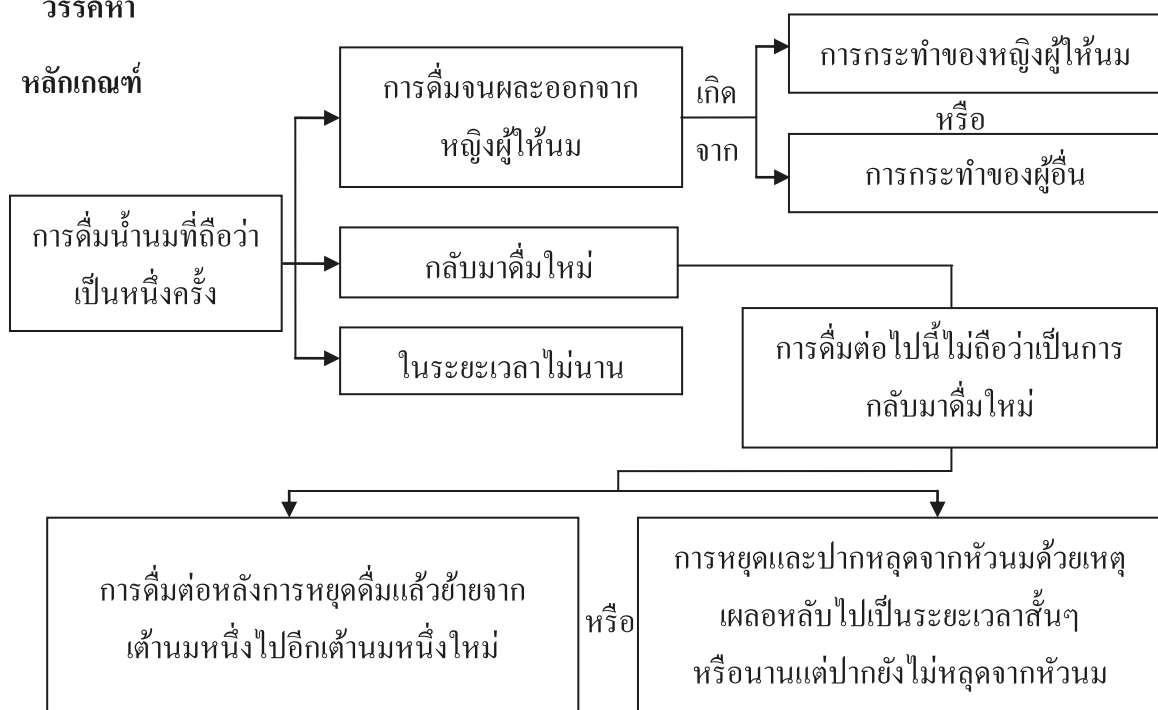 วรรคห้า
หลักเกณฑ์
การดื่มน้ำนมที่ถือว่า
เป็นหนึ่งครั้ง
การดื่มจนผละออกจาก
หญิงผู้ให้นม
เกิด
จาก
การกระทำของหญิงผู้ให้นม
หรือ
การกระทำของผู้อื่น
กลับมาดื่มใหม่
ในระยะเวลาไม่นาน
การดื่มต่อไปนี้ไม่ถือว่าเป็นการ
กลับมาดื่มใหม่
การดื่มต่อหลังการหยุดดื่มแล้วย้ายจาก
เต้านมหนึ่งไปอีกเต้านมหนึ่งใหม่
หรือ
การหยุดและปากหลุดจากหัวนมด้วยเหตุ
เผลอหลับไปเป็นระยะเวลาสั้นๆ
หรือนานแต่ปากยังไม่หลุดจากหัวนม